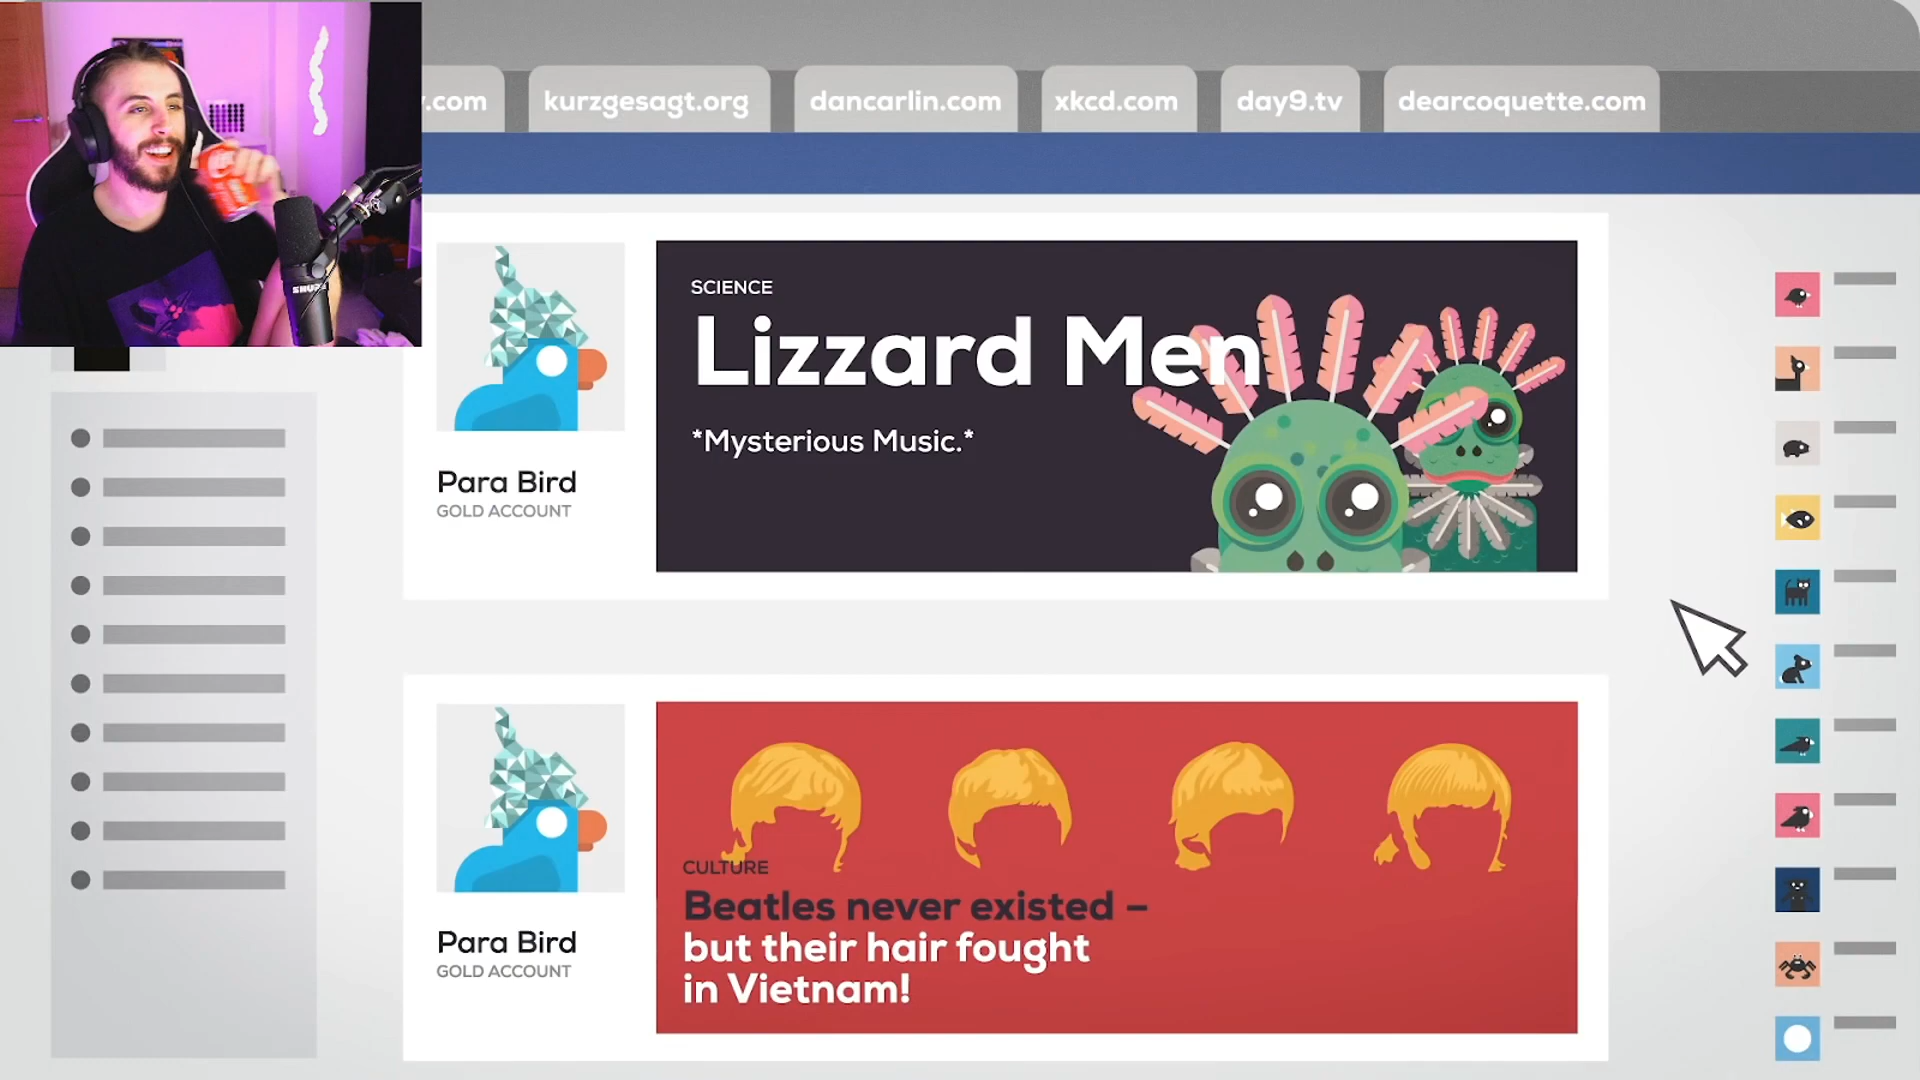 .com
kurzgesagt.org
dancarlin.com
xkcd.com
day9.tv
dearcoquette.com
SHURE
SCIENCE
Lizzard Men
*Mysterious Music.*
Para Bird
GOLD ACCOUNT
CULTURE
Beatles never existed –
but their hair fought
in Vietnam!
Para Bird
GOLD ACCOUNT